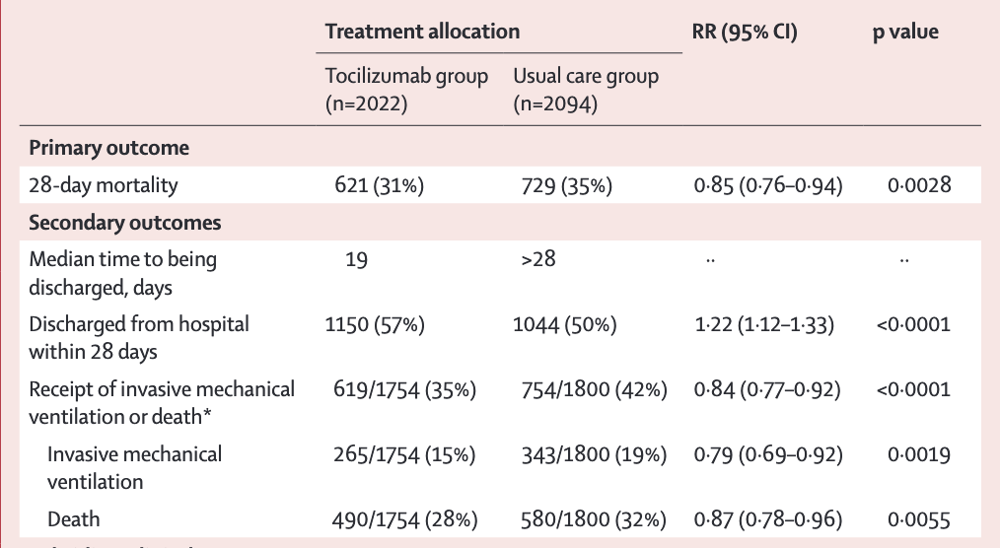 Treatment allocation RR (95% CI) p value
Tocilizumab group Usual care group
(n=2022) (n=2094)
Primary outcome
28-day mortality 621 (31%) 729 (35%) 0·85 (0·76–0·94) 0·0028
Secondary outcomes
Median time to being 19 >28 ·· ··
discharged, days
Discharged from hospital 1150 (57%) 1044 (50%) 1·22 (1·12–1·33) <0·0001
within 28 days
Receipt of invasive mechanical 619/1754 (35%) 754/1800 (42%) 0·84 (0·77–0·92) <0·0001
ventilation or death*
Invasive mechanical 265/1754 (15%) 343/1800 (19%) 0·79 (0·69–0·92) 0·0019
ventilation
Death 490/1754 (28%) 580/1800 (32%) 0·87 (0·78–0·96) 0·0055